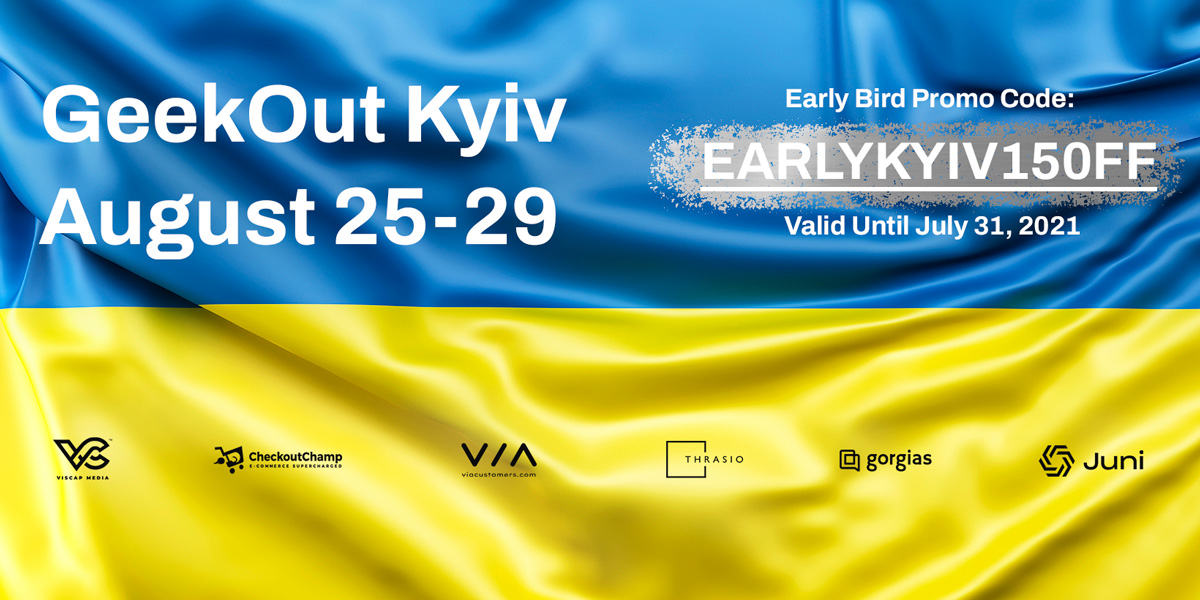 GeekOut Kyiv
August 25-29
Early Bird Promo Code:
EARLYKYIV150FF
Valid Until July 31, 2021
VC™
VISCAP MEDIA
CheckoutChamp
E-COMMERCE SUPERCHARGED
VIA
viacustomers.com
THRASIO
gorgias
Juni